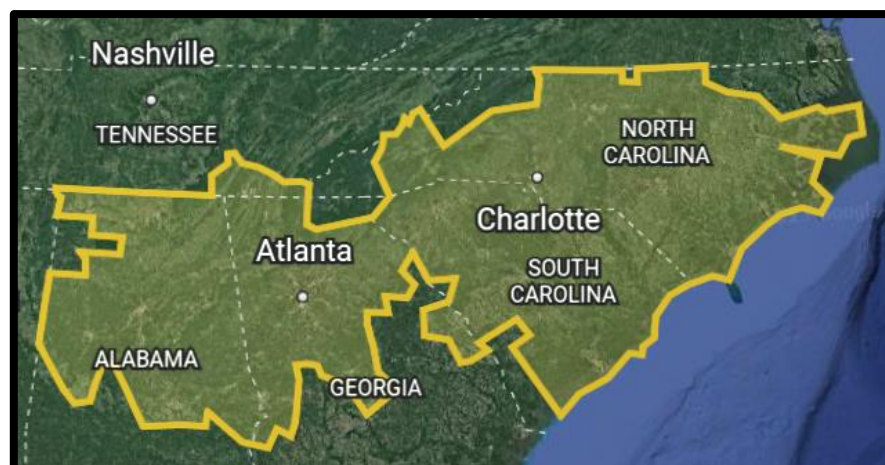 Nashville
TENNESSEE
NORTH
CAROLINA
Charlotte
Atlanta
SOUTH
CAROLINA
ALABAMA
GEORGIA